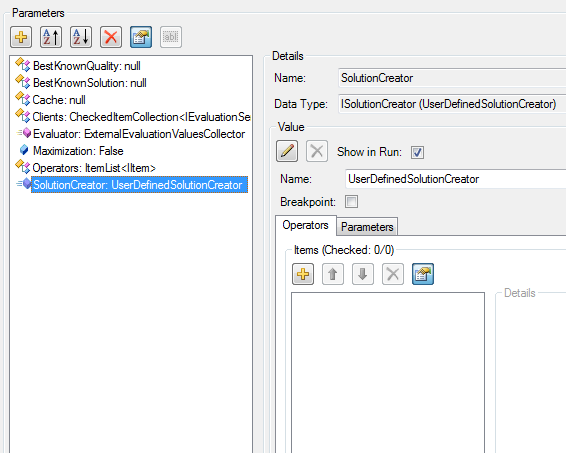 Parameters
BestKnownQuality: null
BestKnownSolution: null
Cache: null
Clients: CheckedItemCollection<IEvaluationSe
Evaluator: ExternalEvaluationValuesCollector
Maximization: False
Operators: ItemList<IItem>
SolutionCreator: UserDefinedSolutionCreator
Details
Name: SolutionCreator
Data Type: ISolutionCreator (UserDefinedSolutionCreator)
Value
Show in Run:
Name: UserDefinedSolutionCreator
Breakpoint:
Operators Parameters
Items (Checked: 0/0)
Details